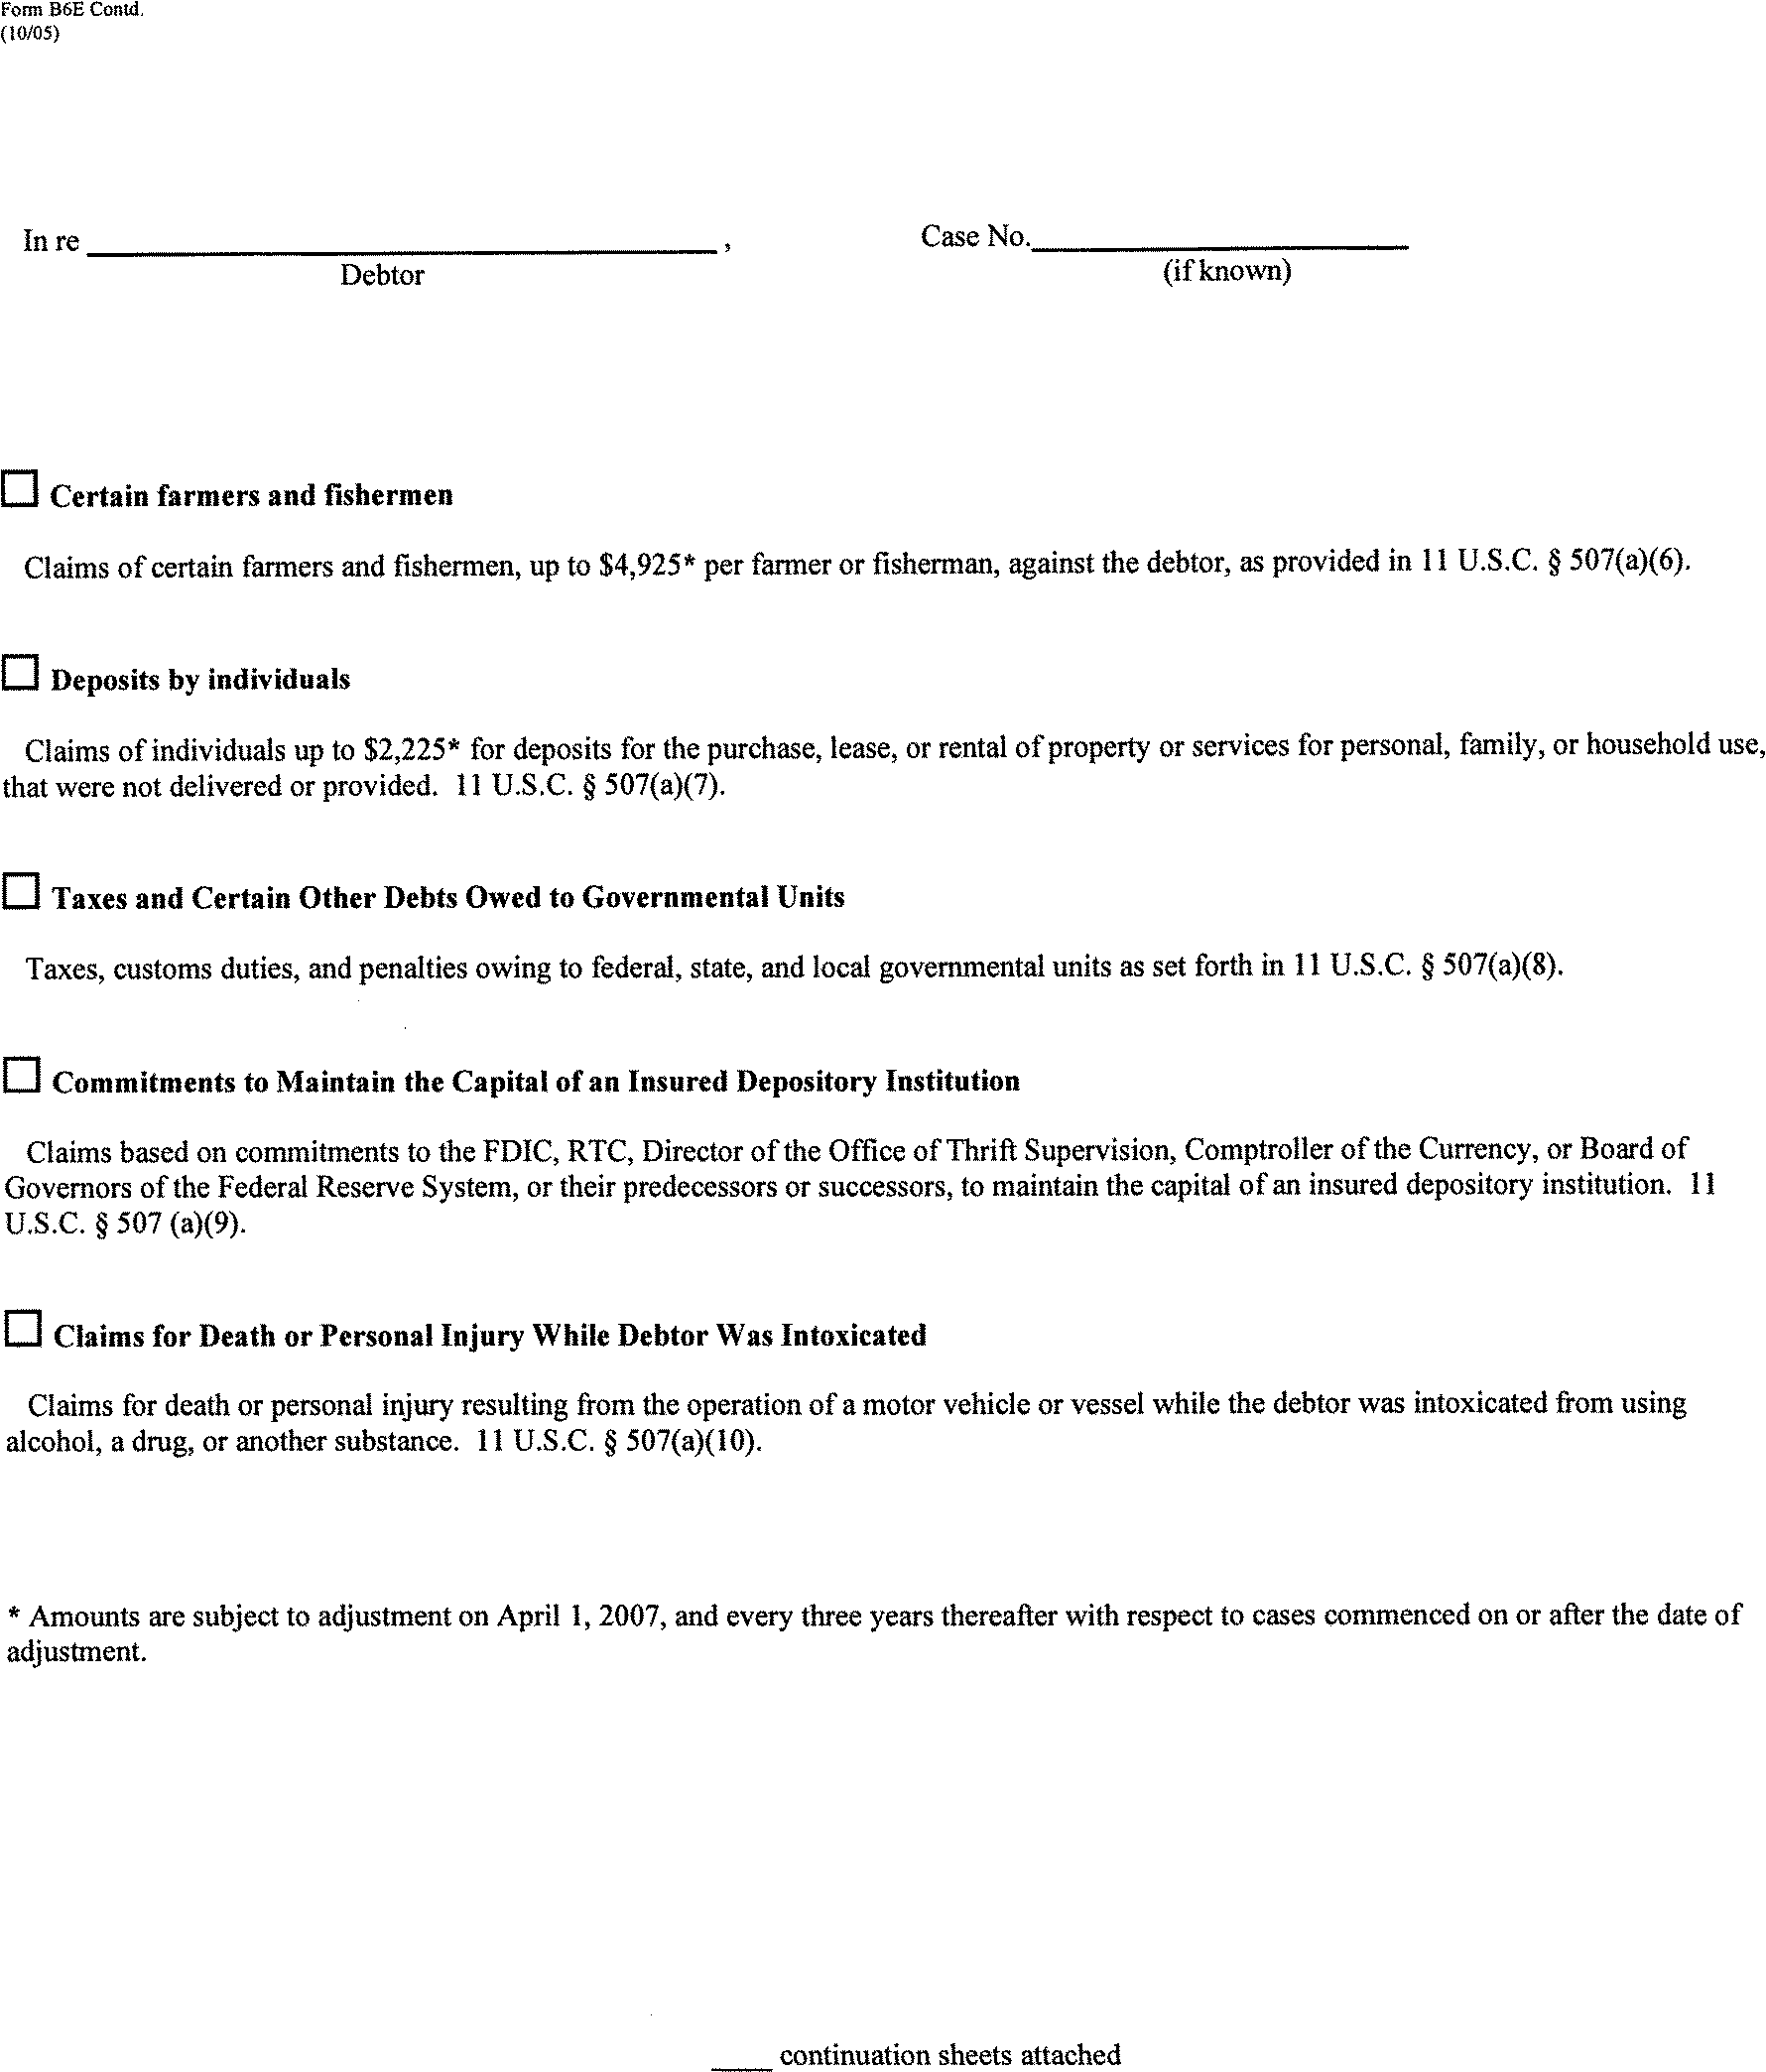 Form B6E Contd.
(10/05)
In re ____________________ , Case No.____________________
Debtor (if known)
☐ Certain farmers and fishermen
Claims of certain farmers and fishermen, up to $4,925* per farmer or fisherman, against the debtor, as provided in 11 U.S.C. § 507(a)(6).
☐ Deposits by individuals
Claims of individuals up to $2,225* for deposits for the purchase, lease, or rental of property or services for personal, family, or household use,
that were not delivered or provided. 11 U.S.C. § 507(a)(7).
☐ Taxes and Certain Other Debts Owed to Governmental Units
Taxes, customs duties, and penalties owing to federal, state, and local governmental units as set forth in 11 U.S.C. § 507(a)(8).
☐ Commitments to Maintain the Capital of an Insured Depository Institution
Claims based on commitments to the FDIC, RTC, Director of the Office of Thrift Supervision, Comptroller of the Currency, or Board of
Governors of the Federal Reserve System, or their predecessors or successors, to maintain the capital of an insured depository institution. 11
U.S.C. § 507 (a)(9).
☐ Claims for Death or Personal Injury While Debtor Was Intoxicated
Claims for death or personal injury resulting from the operation of a motor vehicle or vessel while the debtor was intoxicated from using
alcohol, a drug, or another substance. 11 U.S.C. § 507(a)(10).
* Amounts are subject to adjustment on April 1, 2007, and every three years thereafter with respect to cases commenced on or after the date of
adjustment.
____ continuation sheets attached